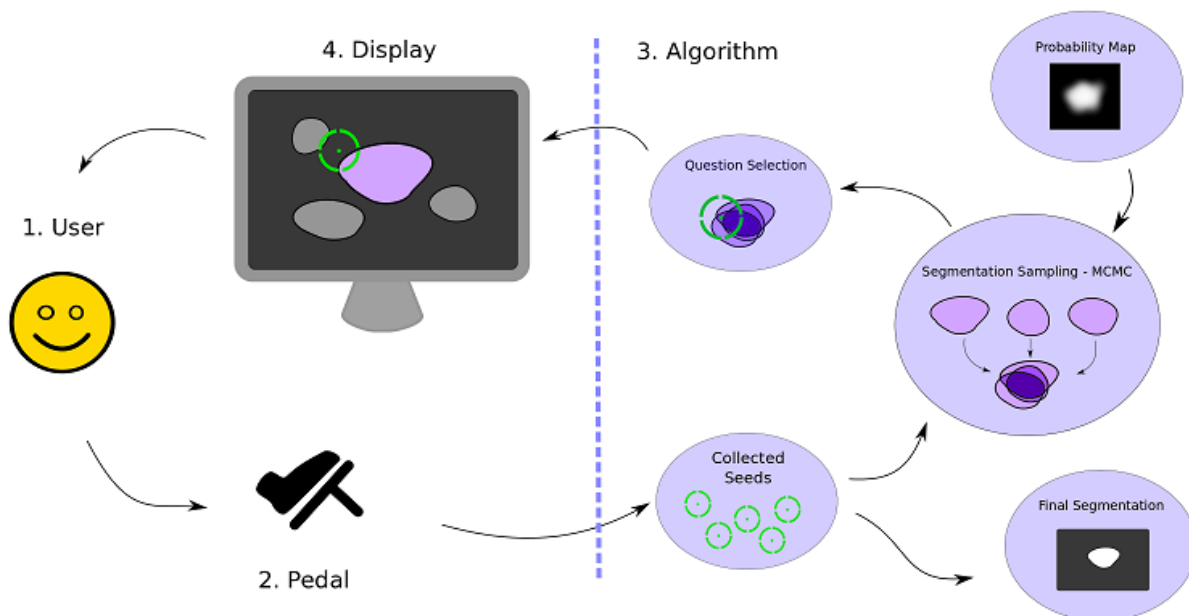 4. Display
3. Algorithm
Probability Map
Question Selection
1. User
Segmentation Sampling - MCMC
Collected
Seeds
Final Segmentation
2. Pedal